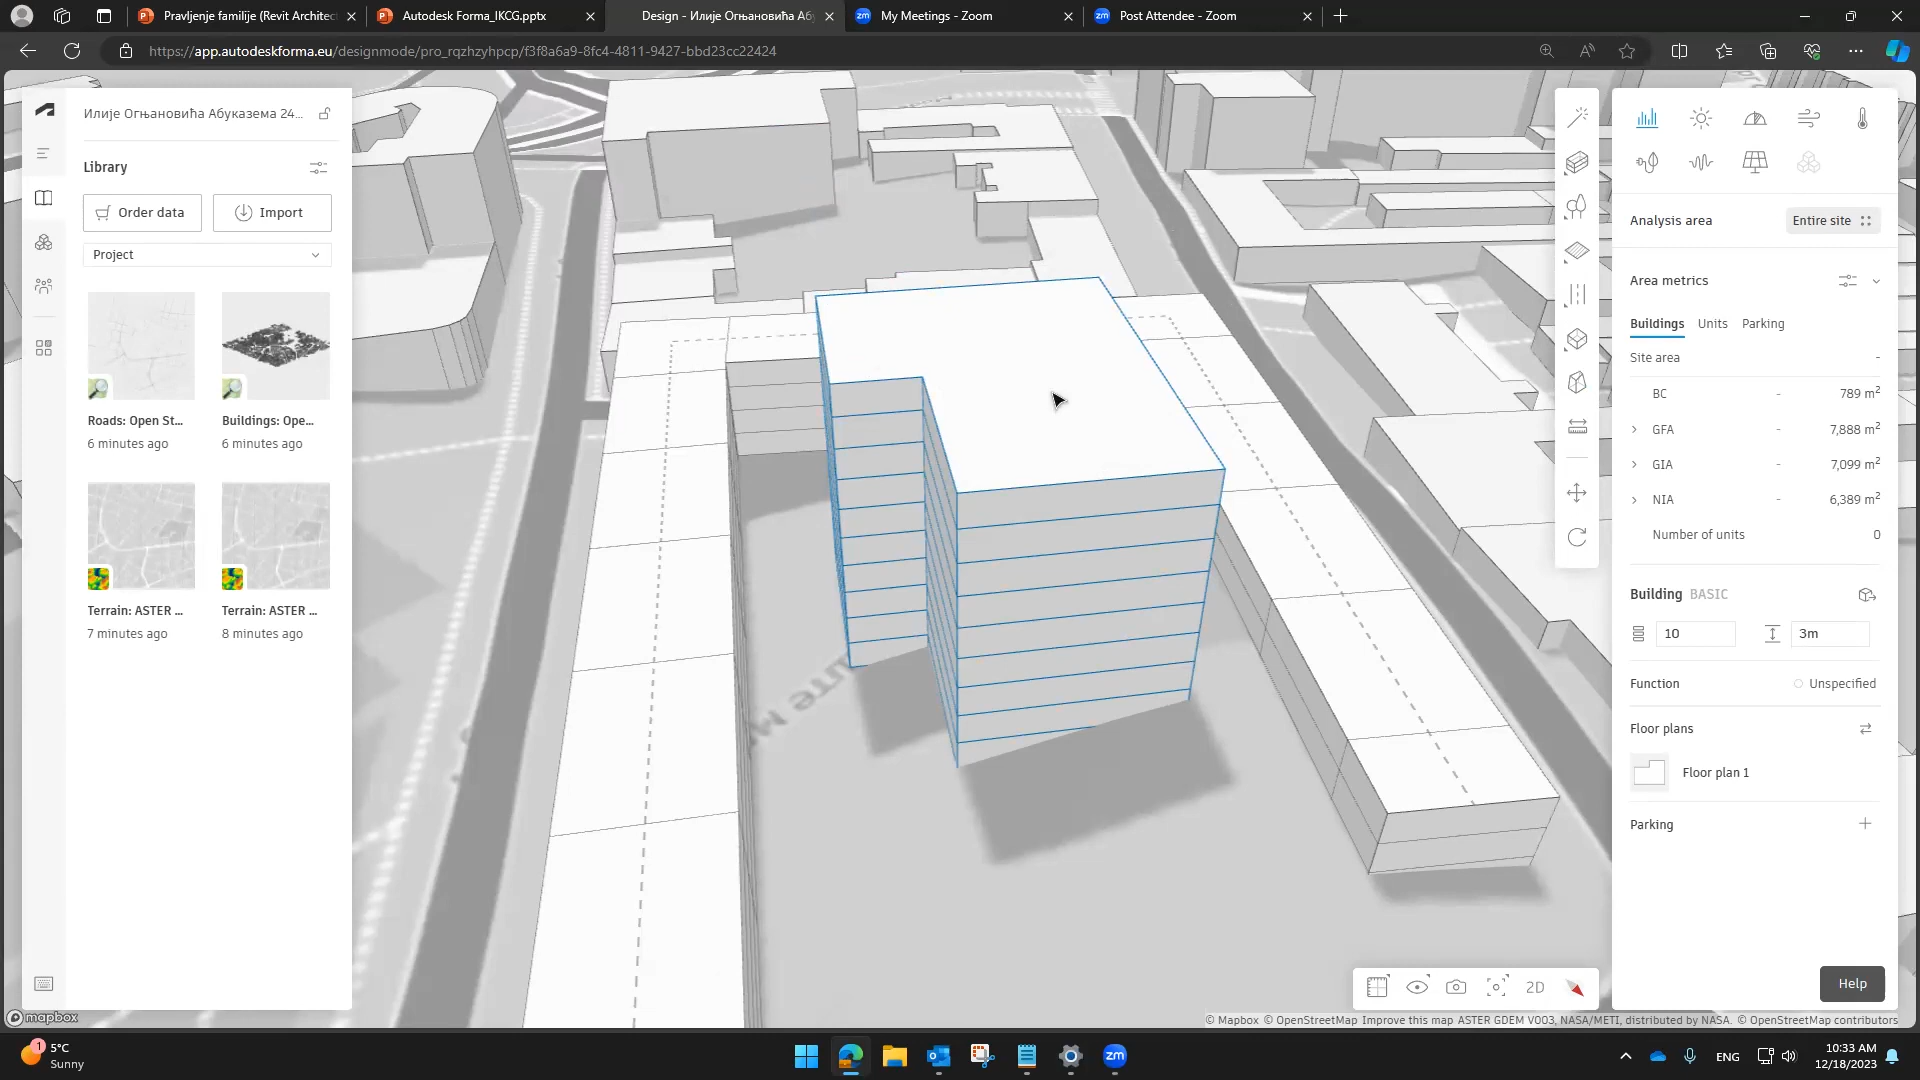 Pravljenje familije (Revit Architec
Autodesk Forma_IKCG.pptx
Design - Илије Огњановића Абу
My Meetings - Zoom
Post Attendee - Zoom
https://app.autodeskforma.eu/designmode/pro_rqzhzyhpcp/f3f8a6a9-8fc4-4811-9427-bbd23cc22424
Илије Огњановића Абуказема 24...
Library
Order data
Import
Project
Roads: Open St...
6 minutes ago
Buildings: Ope...
6 minutes ago
Terrain: ASTER ...
7 minutes ago
Terrain: ASTER ...
8 minutes ago
mapbox
Analysis area
Entire site
Area metrics
Buildings
Units
Parking
Site area
-
BC - 789 m²
GFA - 7,888 m²
GIA - 7,099 m²
NIA - 6,389 m²
Number of units 0
Building BASIC
10
3m
Function
Unspecified
Floor plans
Floor plan 1
Parking
Help
2D
© Mapbox © OpenStreetMap Improve this map ASTER GDEM V003, NASA/METI, distributed by NASA. © OpenStreetMap contributors
1
5°C
Sunny
ENG
10:33 AM
12/18/2023